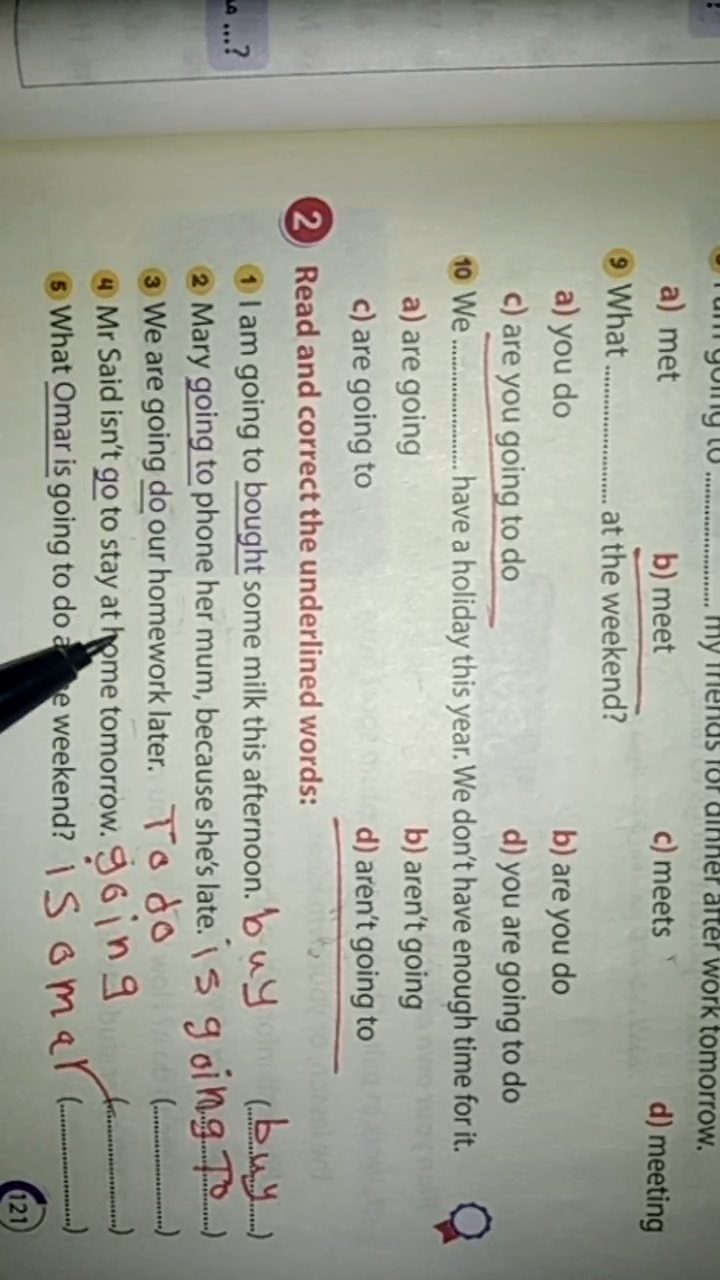 ...?
my friends for dinner after work tomorrow.
a) met b) meet c) meets d) meeting
9 What .................... at the weekend?
a) you do b) are you do
c) are you going to do d) you are going to do
10 We .................... have a holiday this year. We don't have enough time for it.
a) are going b) aren't going
c) are going to d) aren't going to
2 Read and correct the underlined words:
1 I am going to bought some milk this afternoon. buy (buy)
2 Mary going to phone her mum, because she's late. is going To (....................)
3 We are going do our homework later. To do (....................)
4 Mr Said isn't go to stay at home tomorrow. going (....................)
5 What Omar is going to do weekend? is omar (....................)
121